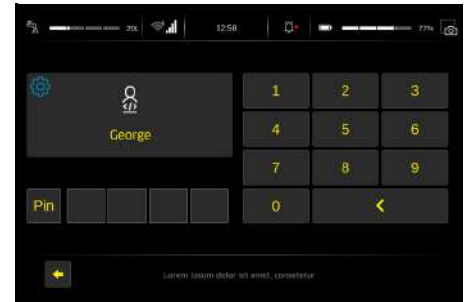 20L 12:58 77%
1 2 3
George
4 5 6
7 8 9
Pin
0
Lorem ipsum dolor sit amet, consetetur